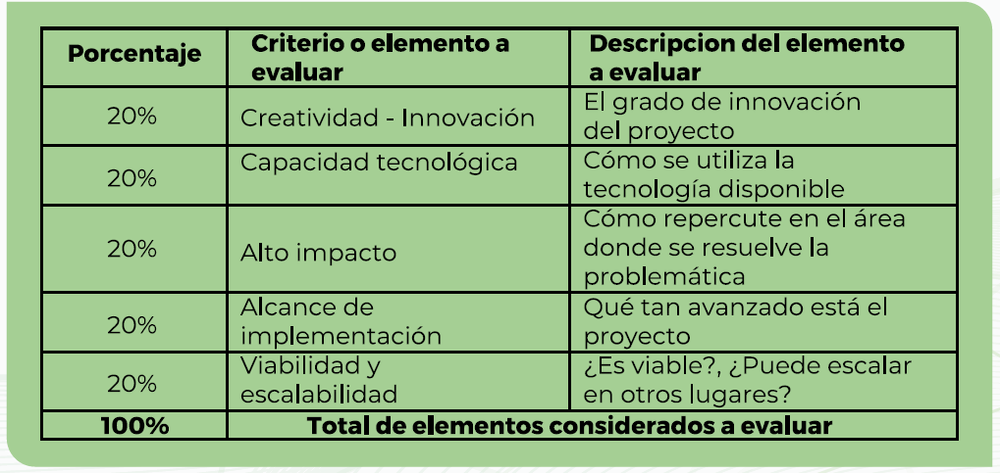 Porcentaje
Criterio o elemento a
evaluar
Descripcion del elemento
a evaluar
20%
Creatividad - Innovación
El grado de innovación
del proyecto
20%
Capacidad tecnológica
Cómo se utiliza la
tecnología disponible
20%
Alto impacto
Cómo repercute en el área
donde se resuelve la
problemática
20%
Alcance de
implementación
Qué tan avanzado está el
proyecto
20%
Viabilidad y
escalabilidad
¿Es viable?, ¿Puede escalar
en otros lugares?
100%
Total de elementos considerados a evaluar